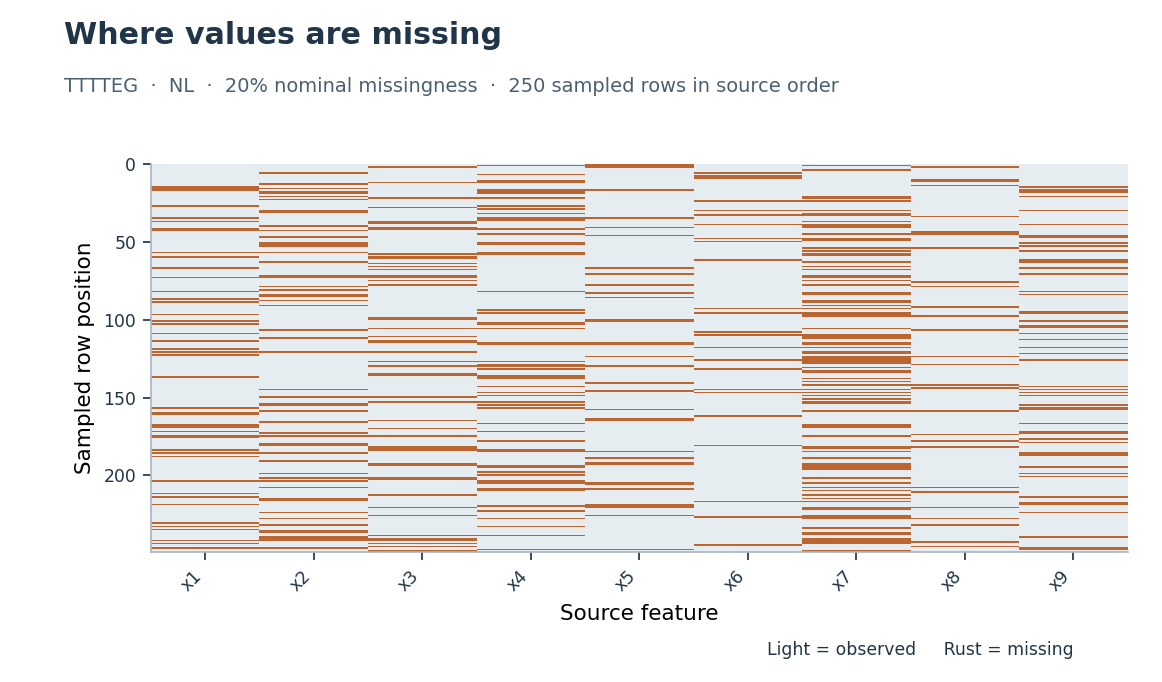 Where values are missing
TTTTEG · NL · 20% nominal missingness · 250 sampled rows in source order
Sampled row position
0
50
100
150
200
x1 x2 x3 x4 x5 x6 x7 x8 x9
Source feature
Light = observed Rust = missing